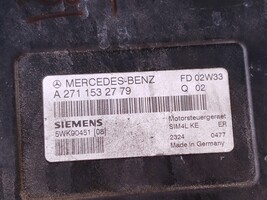 MERCEDES-BENZ FD 02W33
A 271 153 27 79 Q 02
SIEMENS Motorsteuergerät
5WK90451 08 SIM4L KE ER
2324 0477
Made in Germany